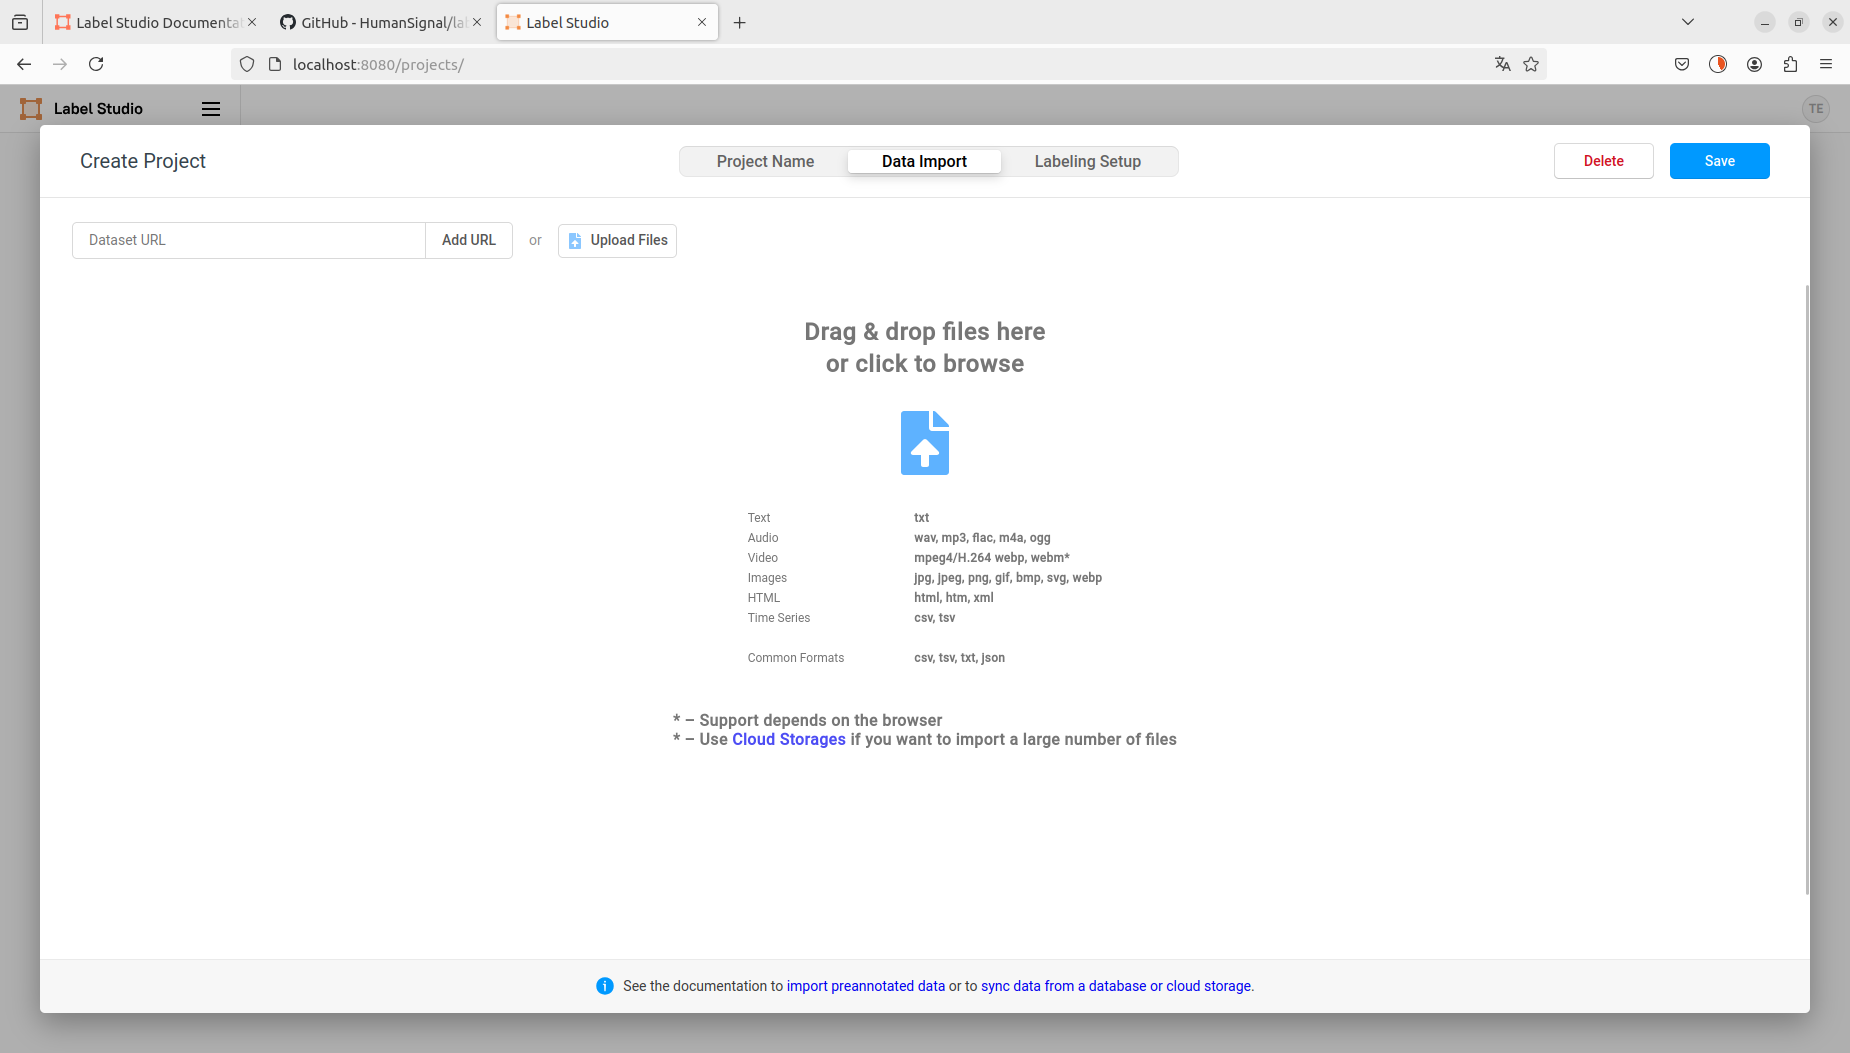 Label Studio Documenta
GitHub - HumanSignal/la
Label Studio
localhost:8080/projects/
Label Studio
TE
Create Project
Project Name
Data Import
Labeling Setup
Delete
Save
Dataset URL
Add URL
or
Upload Files
Drag & drop files here
or click to browse
Text txt
Audio wav, mp3, flac, m4a, ogg
Video mpeg4/H.264 webp, webm*
Images jpg, jpeg, png, gif, bmp, svg, webp
HTML html, htm, xml
Time Series csv, tsv
Common Formats csv, tsv, txt, json
* – Support depends on the browser
* – Use Cloud Storages if you want to import a large number of files
See the documentation to import preannotated data or to sync data from a database or cloud storage.